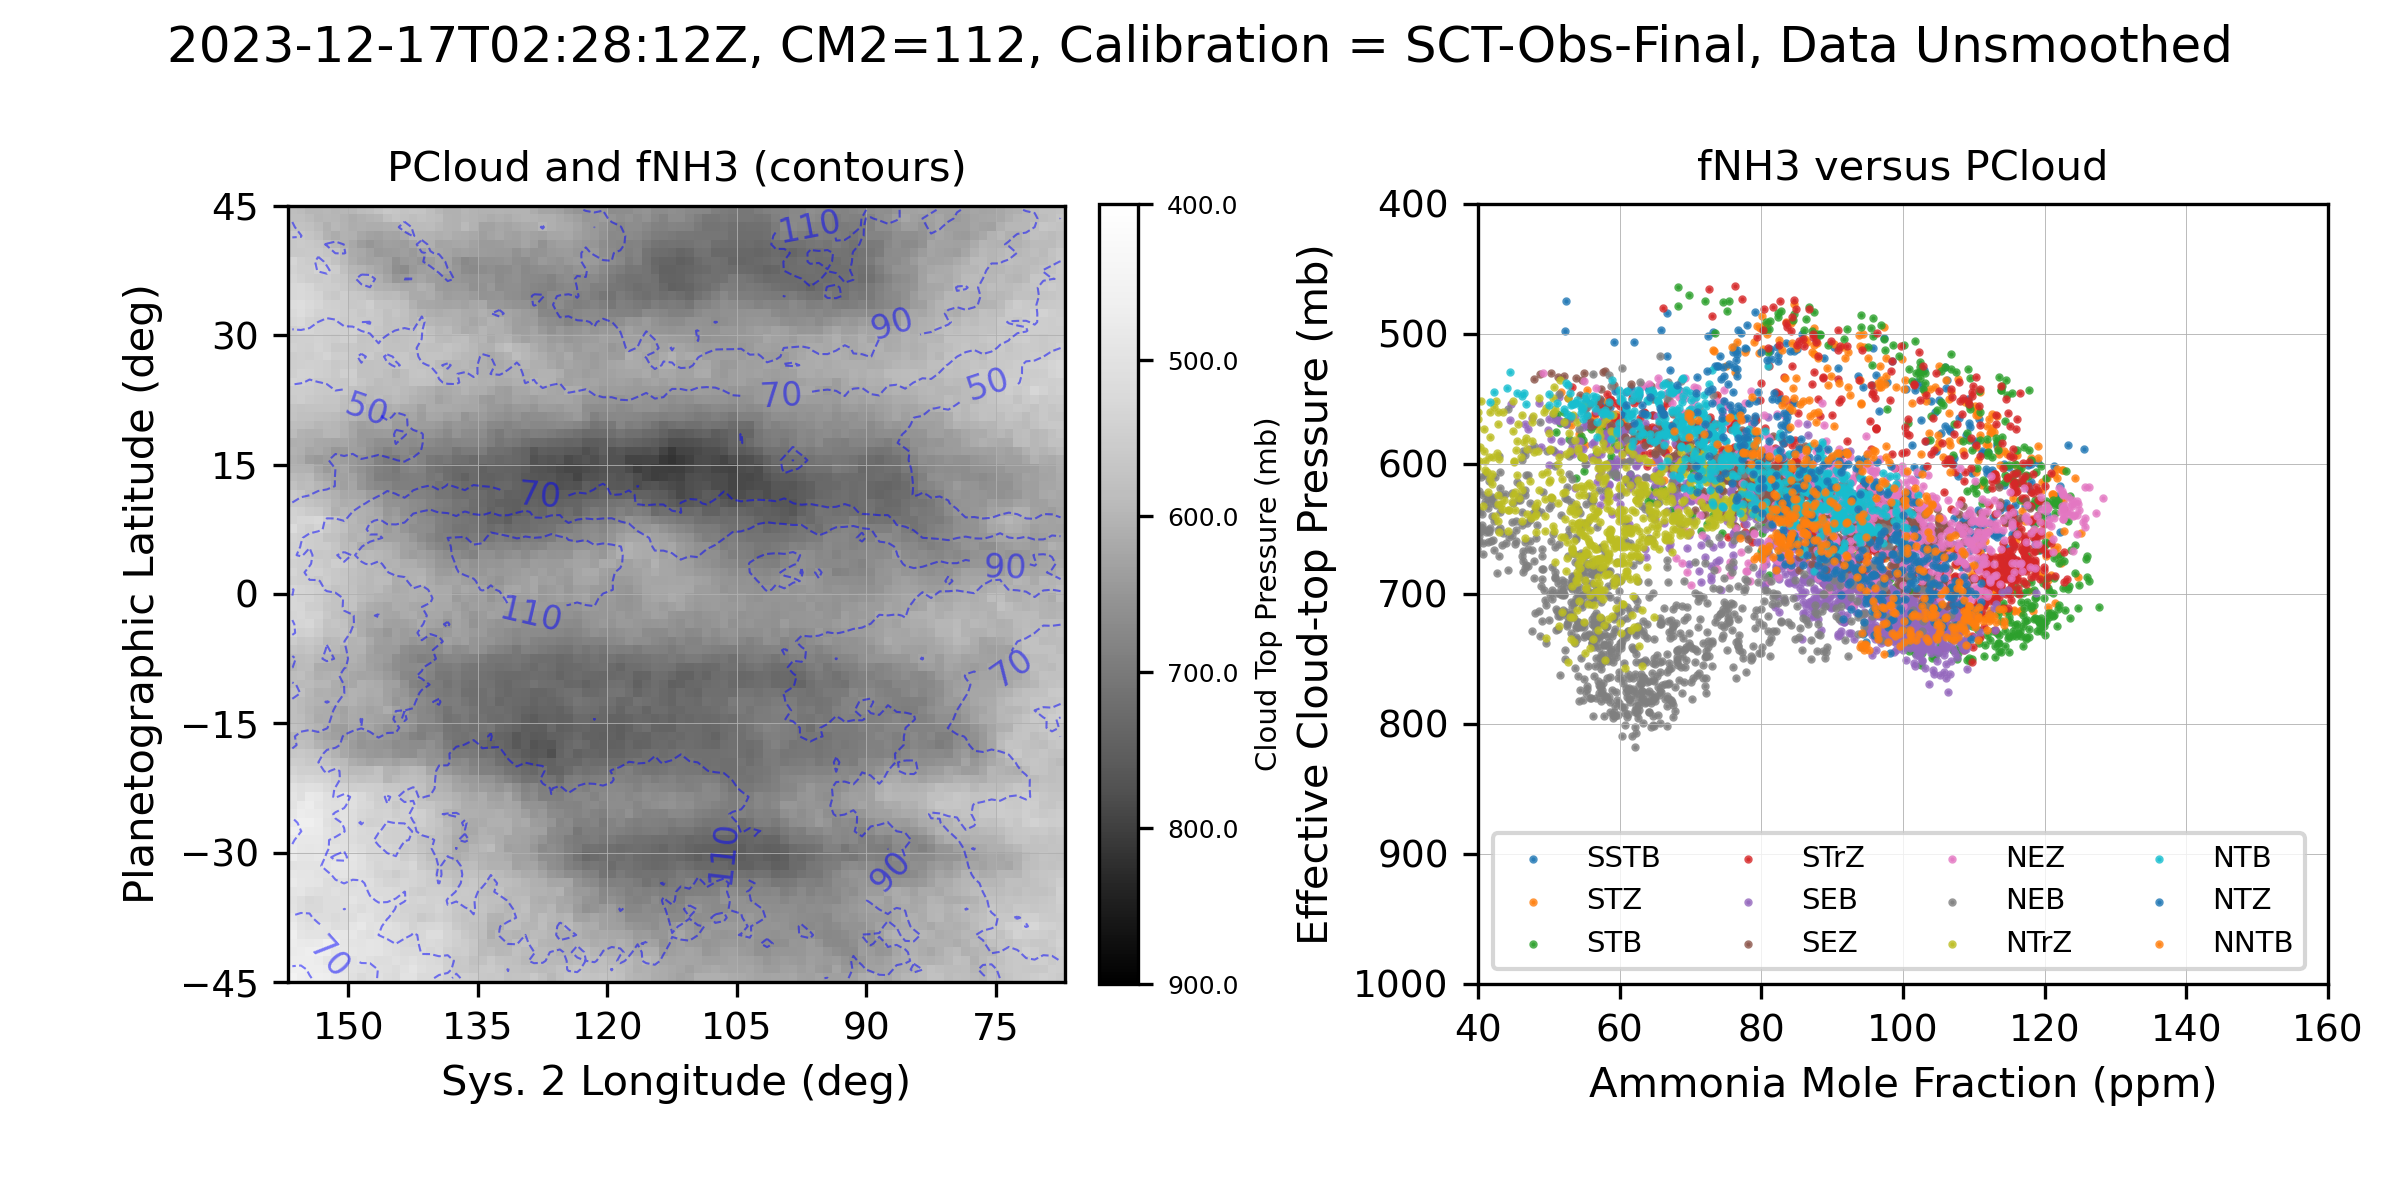 2023-12-17T02:28:12Z, CM2=112, Calibration = SCT-Obs-Final, Data Unsmoothed
PCloud and fNH3 (contours)
45
30
15
0
−15
−30
−45
Planetographic Latitude (deg)
150
135
120
105
90
75
Sys. 2 Longitude (deg)
110
90
70
50
50
70
90
110
70
110
90
70
400.0
500.0
600.0
700.0
800.0
900.0
Cloud Top Pressure (mb)
fNH3 versus PCloud
400
500
600
700
800
900
1000
Effective Cloud-top Pressure (mb)
40
60
80
100
120
140
160
Ammonia Mole Fraction (ppm)
SSTB
STZ
STB
STrZ
SEB
SEZ
NEZ
NEB
NTrZ
NTB
NTZ
NNTB